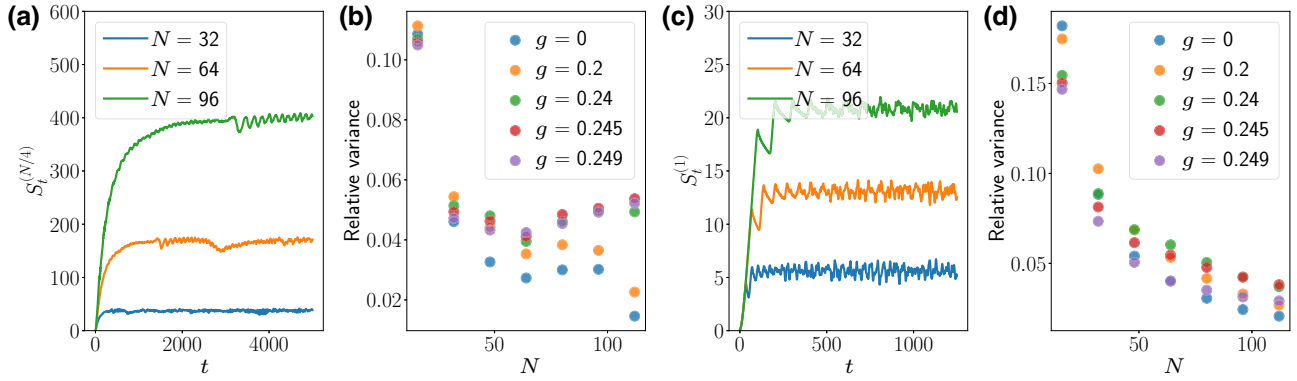 (a)
600
500
400
300
200
100
0
S_t^{(N/4)}
N = 32
N = 64
N = 96
0
2000
4000
t
(b)
0.10
0.08
0.06
0.04
0.02
Relative variance
g = 0
g = 0.2
g = 0.24
g = 0.245
g = 0.249
50
100
N
(c)
30
25
20
15
10
5
0
S_t^{(1)}
N = 32
N = 64
N = 96
0
500
1000
t
(d)
0.15
0.10
0.05
Relative variance
g = 0
g = 0.2
g = 0.24
g = 0.245
g = 0.249
50
100
N